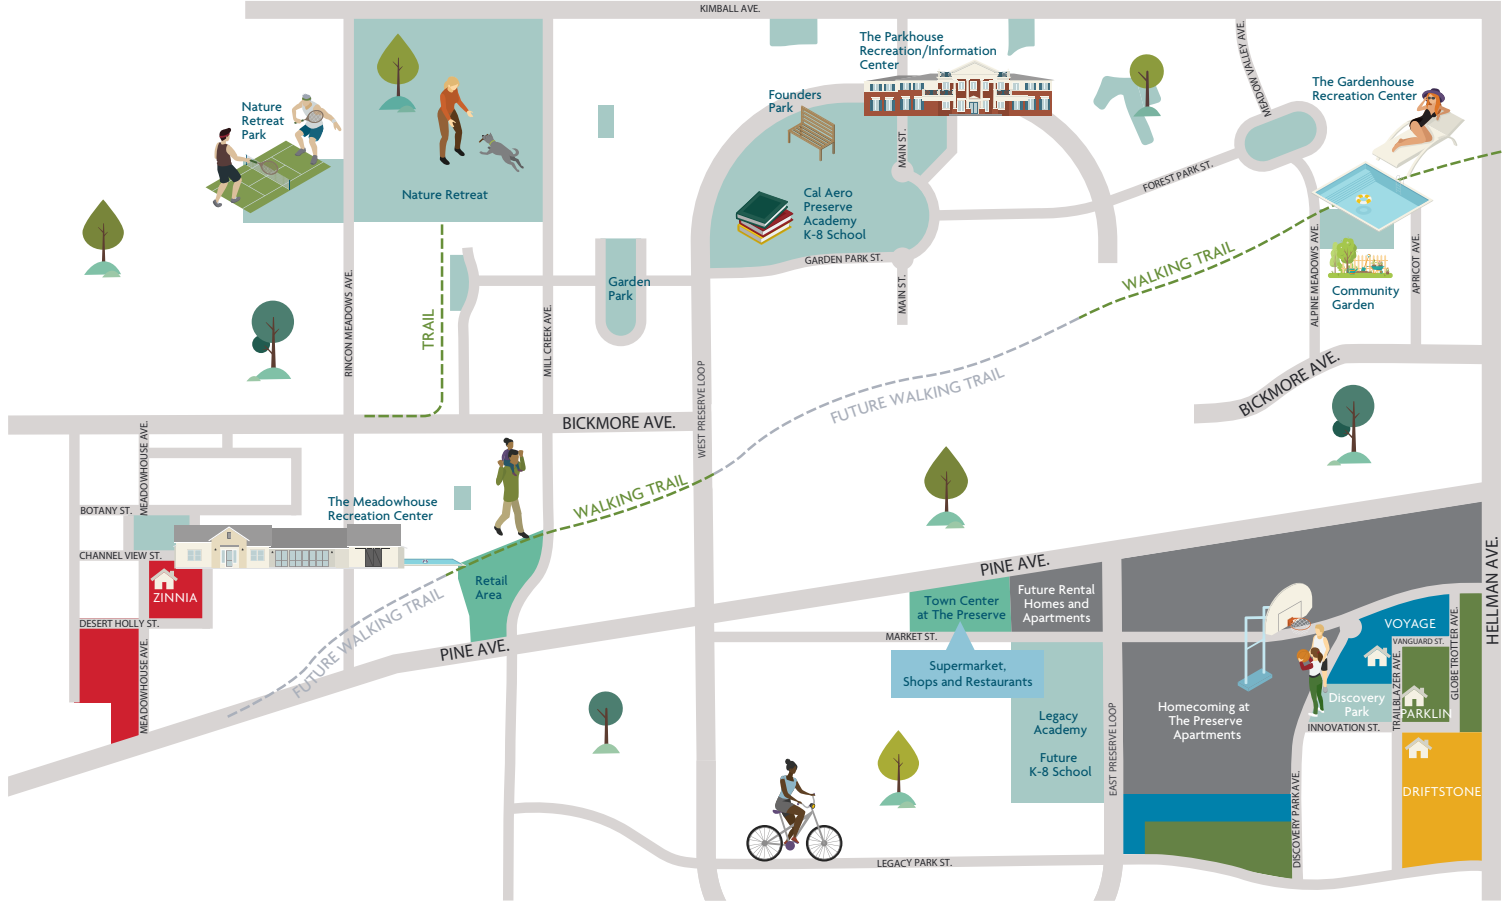 KIMBALL AVE.
The Parkhouse
Recreation/Information
Center
MEADOW VALLEY AVE.
The Gardenhouse
Recreation Center
Founders
Park
Nature
Retreat
Park
MAIN ST.
FOREST PARK ST.
Nature Retreat
Cal Aero
Preserve
Academy
K-8 School
GARDEN PARK ST.
MAIN ST.
WALKING TRAIL
ALPINE MEADOWS AVE.
APRICOT AVE.
Community
Garden
Garden
Park
RINCON MEADOWS AVE.
TRAIL
MILL CREEK AVE.
WEST PRESERVE LOOP
FUTURE WALKING TRAIL
BICKMORE AVE.
BICKMORE AVE.
MEADOWHOUSE AVE.
BOTANY ST.
The Meadowhouse
Recreation Center
WALKING TRAIL
CHANNEL VIEW ST.
ZINNIA
Retail
Area
DESERT HOLLY ST.
MEADOWHOUSE AVE.
FUTURE WALKING TRAIL
PINE AVE.
PINE AVE.
HELLMAN AVE.
Town Center
at The Preserve
Future Rental
Homes and
Apartments
MARKET ST.
Supermarket,
Shops and Restaurants
VOYAGE
VANGUARD ST.
GLOBE TROTTER AVE.
TRAILBLAZER AVE.
Discovery
Park
PARKLIN
INNOVATION ST.
Legacy
Academy
Future
K-8 School
EAST PRESERVE LOOP
Homecoming at
The Preserve
Apartments
DRIFTSTONE
DISCOVERY PARK AVE.
LEGACY PARK ST.